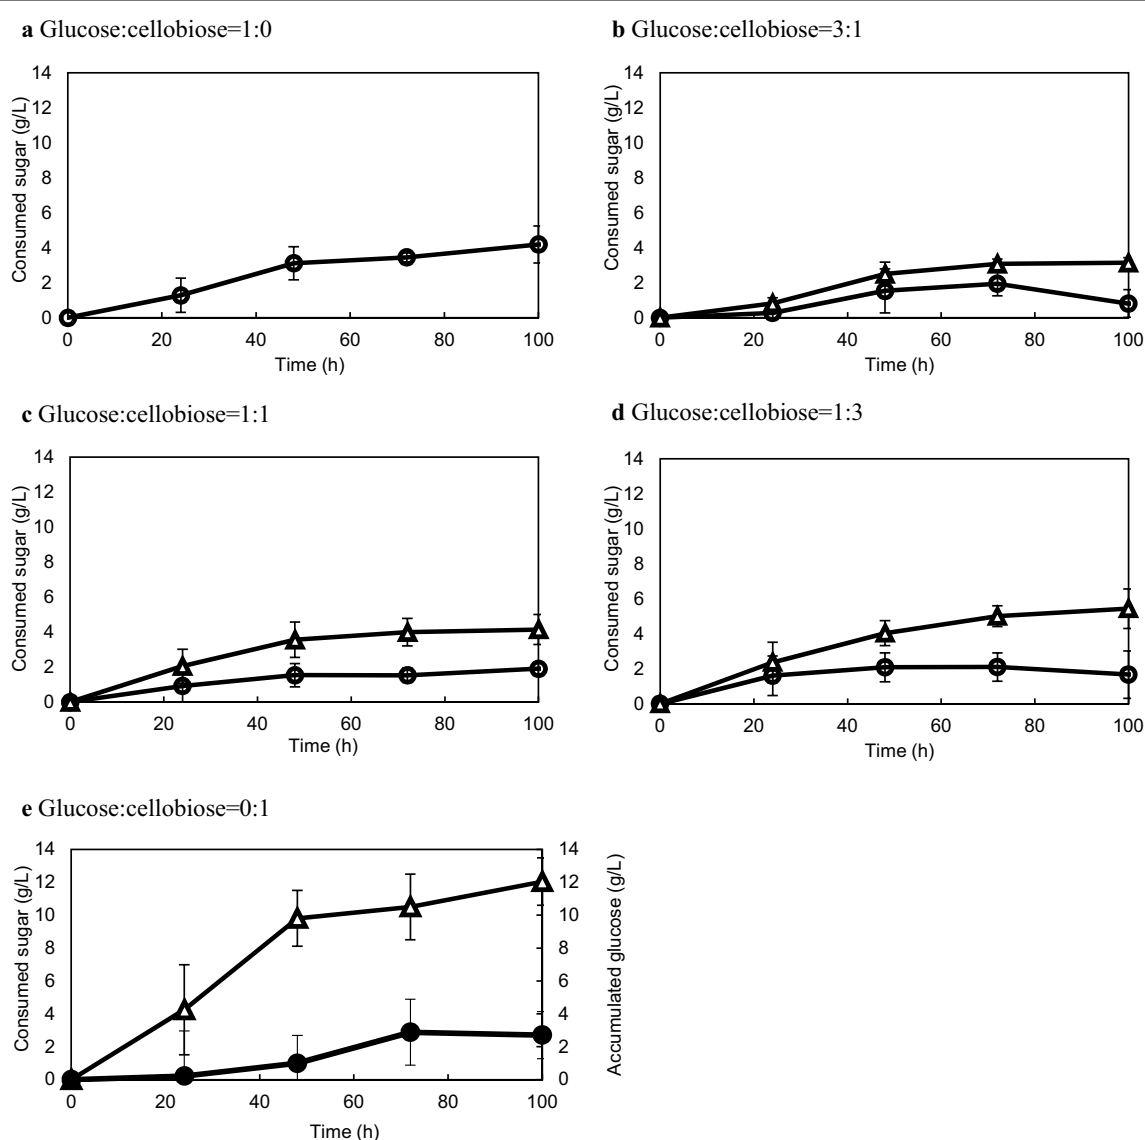 a Glucose:cellobiose=1:0
Consumed sugar (g/L)
14
12
10
8
6
4
2
0
0 20 40 60 80 100
Time (h)
b Glucose:cellobiose=3:1
Consumed sugar (g/L)
14
12
10
8
6
4
2
0
0 20 40 60 80 100
Time (h)
c Glucose:cellobiose=1:1
Consumed sugar (g/L)
14
12
10
8
6
4
2
0
0 20 40 60 80 100
Time (h)
d Glucose:cellobiose=1:3
Consumed sugar (g/L)
14
12
10
8
6
4
2
0
0 20 40 60 80 100
Time (h)
e Glucose:cellobiose=0:1
Consumed sugar (g/L)
14
12
10
8
6
4
2
0
14
12
10
8
6
4
2
0
Accumulated glucose (g/L)
0 20 40 60 80 100
Time (h)